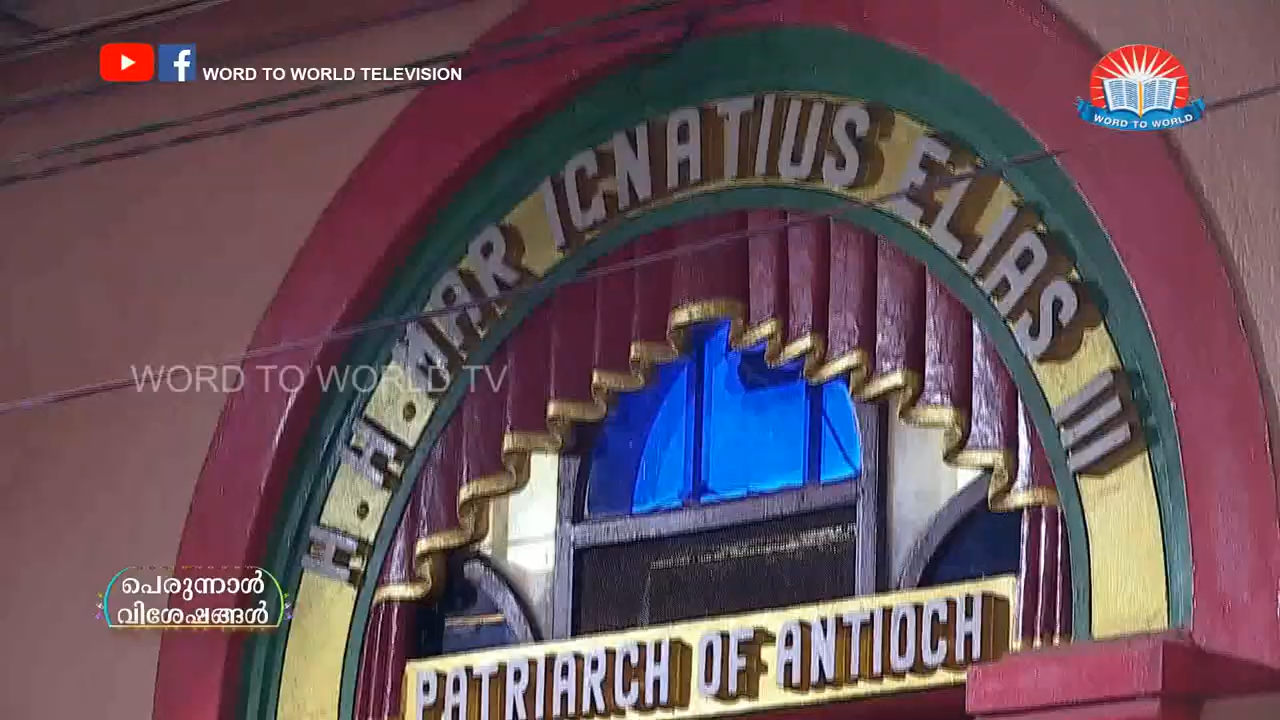 WORD TO WORLD TELEVISION
WORD TO WORLD
H.H.MAR IGNATIUS ELIAS III
WORD TO WORLD TV
പെരുന്നാൾ
വിശേഷങ്ങൾ
PATRIARCH OF ANTIOCH